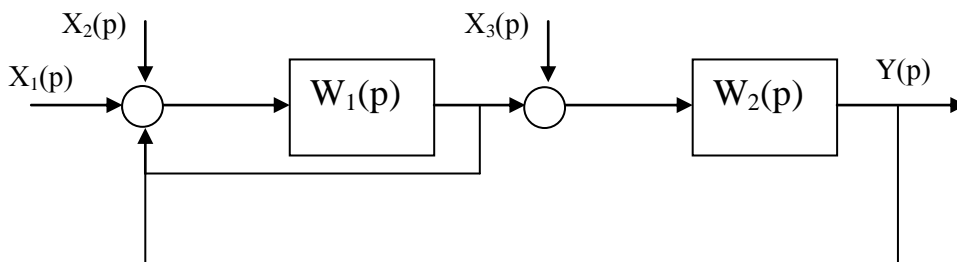 X₂(p)
X₃(p)
X₁(p)
Y(p)
W₁(p)
W₂(p)